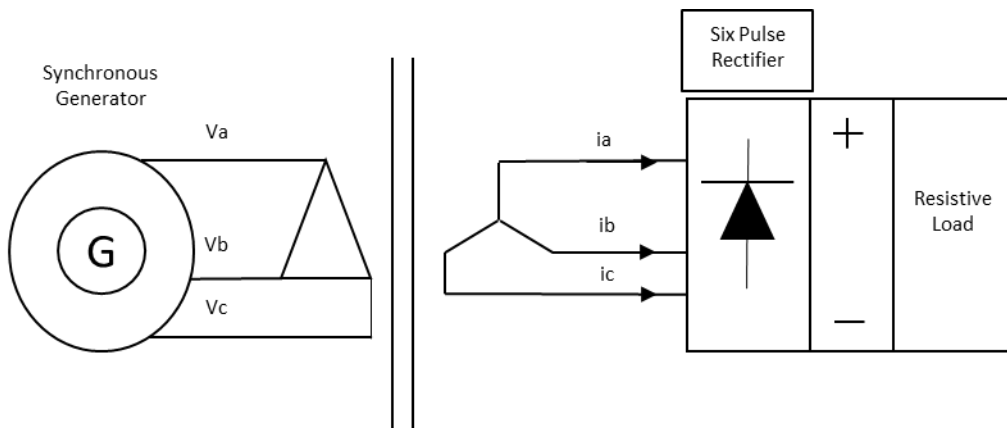 Six Pulse
Rectifier
Synchronous
Generator
Va
ia
+
Resistive
Load
G
Vb
ib
ic
Vc
—